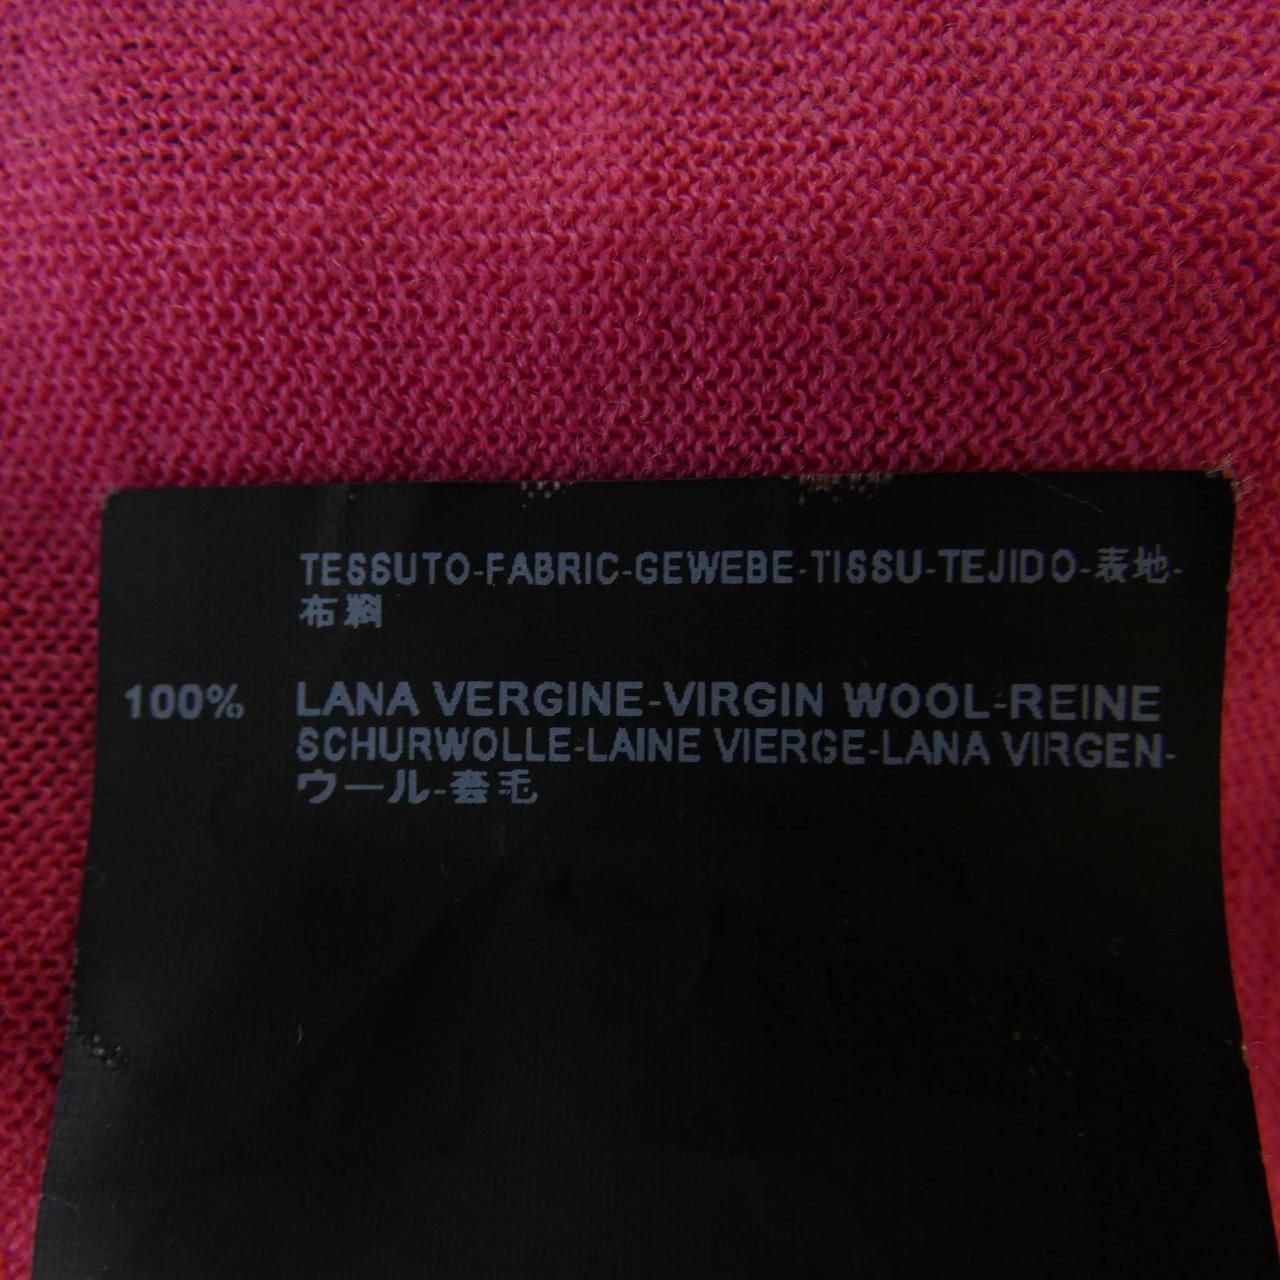 TESSUTO-FABRIC-GEWEBE-TISSU-TEJIDO-表地-
布料
100% LANA VERGINE-VIRGIN WOOL-REINE
SCHURWOLLE-LAINE VIERGE-LANA VIRGEN-
ウール-套毛